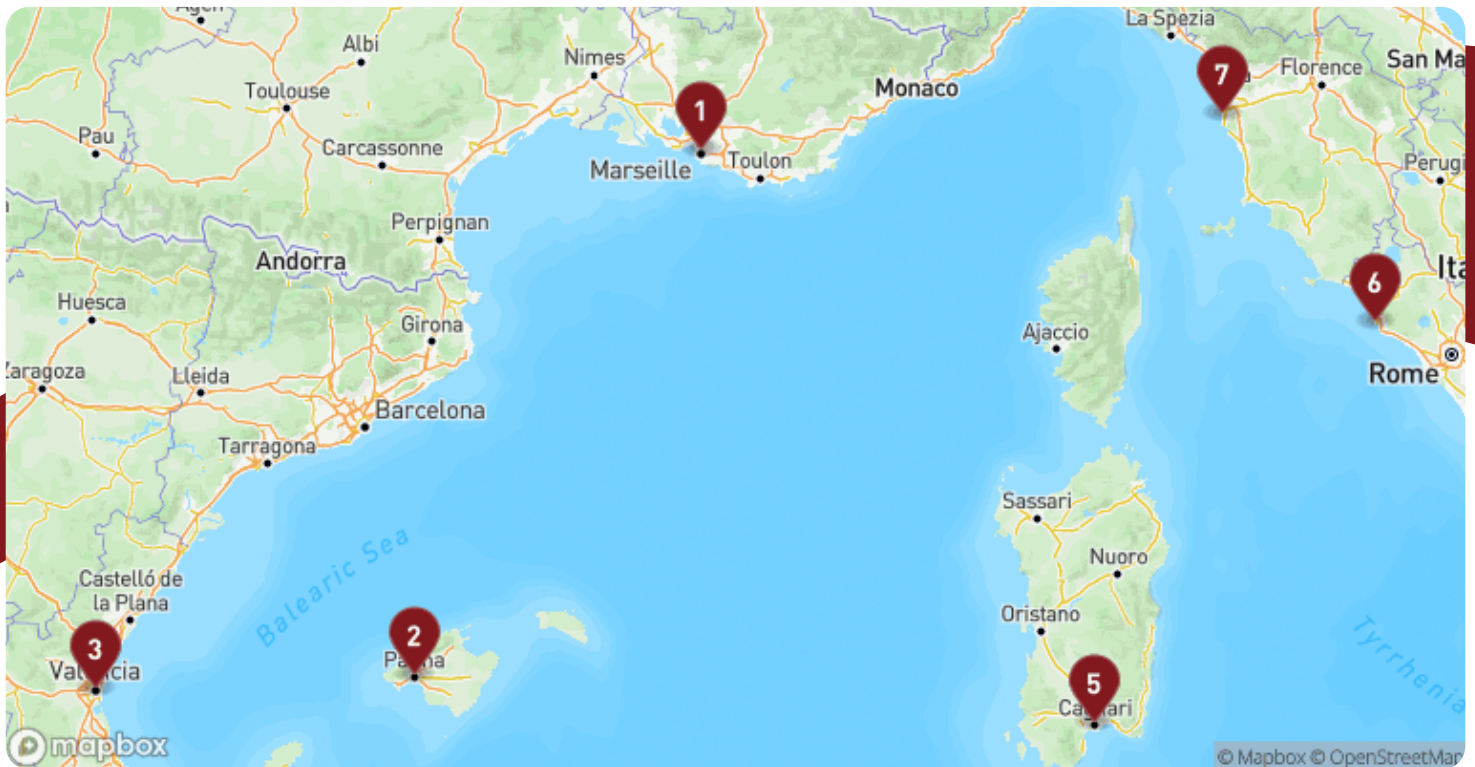 Agen
La Spezia
Albi
Nimes
7
Florence
San Ma
Toulouse
Monaco
1
Pau
Carcassonne
Marseille
Toulon
Perugi
Perpignan
Andorra
Ita
6
Huesca
Girona
Ajaccio
Zaragoza
Lleida
Rome
Barcelona
Tarragona
Sassari
Balearic Sea
Nuoro
Castelló de
la Plana
Oristano
2
3
Tyrrhenia
5
mapbox
© Mapbox © OpenStreetMap